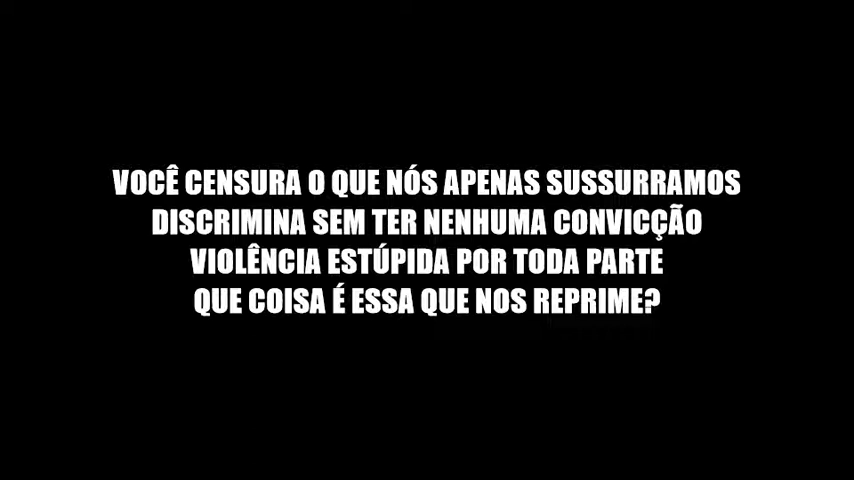 VOCÊ CENSURA O QUE NÓS APENAS SUSSURRAMOS
DISCRIMINA SEM TER NENHUMA CONVICÇÃO
VIOLÊNCIA ESTÚPIDA POR TODA PARTE
QUE COISA É ESSA QUE NOS REPRIME?